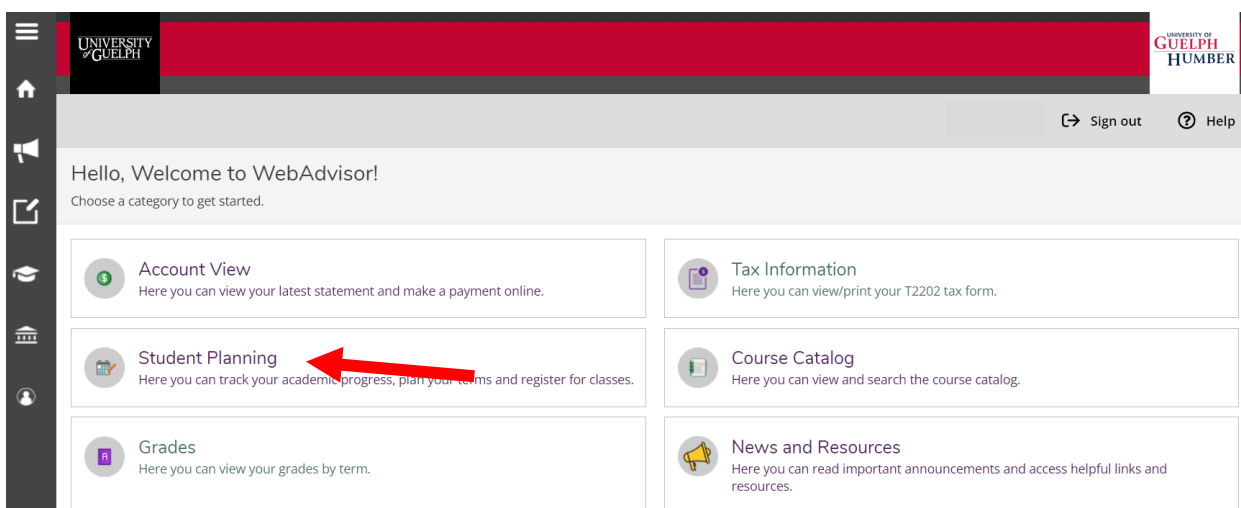 UNIVERSITY
of GUELPH
UNIVERSITY OF
GUELPH
HUMBER
Sign out
Help
Hello, Welcome to WebAdvisor!
Choose a category to get started.
Account View
Here you can view your latest statement and make a payment online.
Tax Information
Here you can view/print your T2202 tax form.
Student Planning
Here you can track your academic progress, plan your terms and register for classes.
Course Catalog
Here you can view and search the course catalog.
Grades
Here you can view your grades by term.
News and Resources
Here you can read important announcements and access helpful links and
resources.